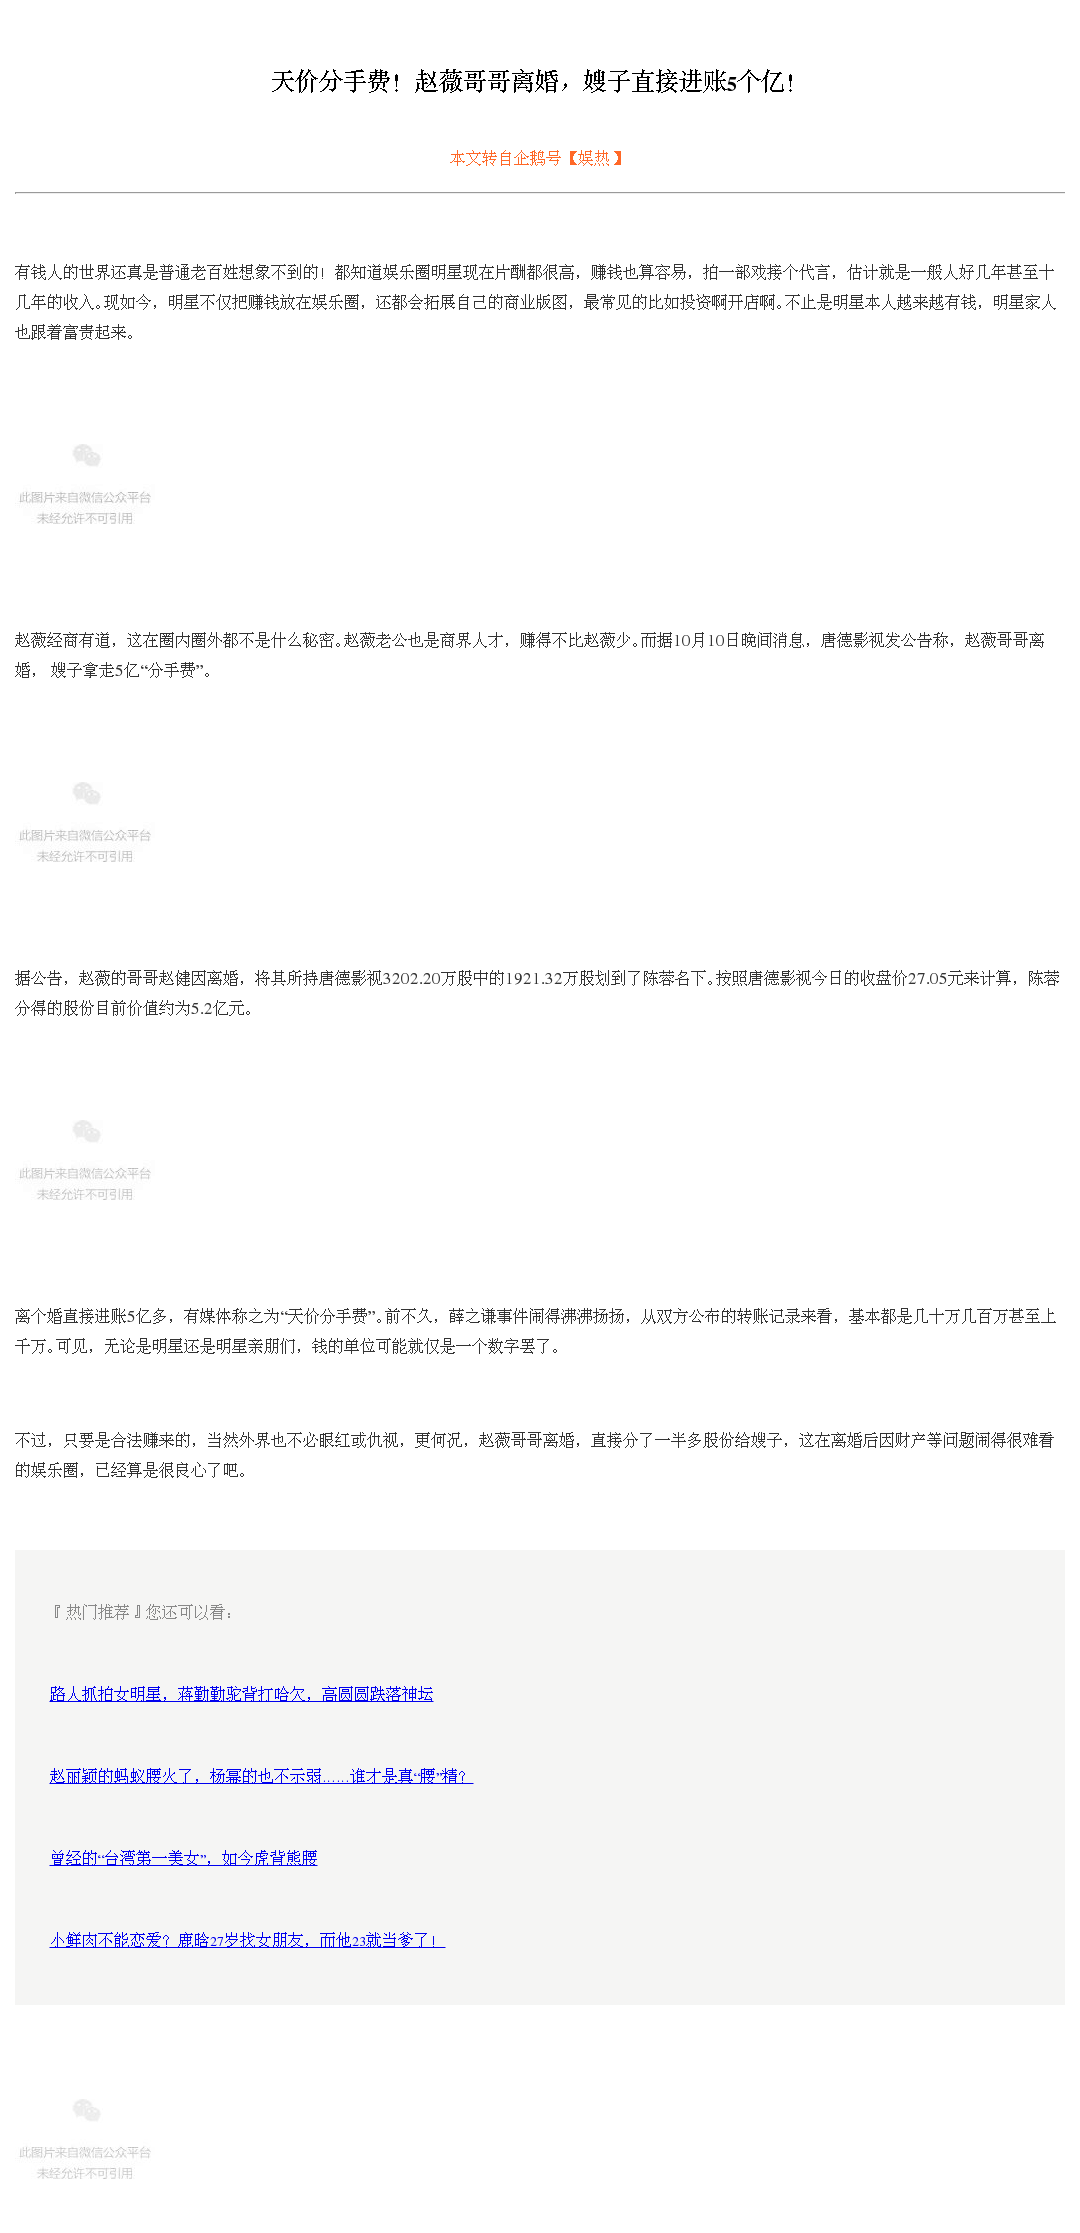 天价分手费！赵薇哥哥离婚，嫂子直接进账5个亿！
本文转自企鹅号【娱热】
有钱人的世界还真是普通老百姓想象不到的！都知道娱乐圈明星现在片酬都很高，赚钱也算容易，拍一部戏接个代言，估计就是一般人好几年甚至十
几年的收入。现如今，明星不仅把赚钱放在娱乐圈，还都会拓展自己的商业版图，最常见的比如投资啊开店啊。不止是明星本人越来越有钱，明星家人
也跟着富贵起来。
此图片来自微信公众平台
未经允许不可引用
赵薇经商有道，这在圈内圈外都不是什么秘密。赵薇老公也是商界人才，赚得不比赵薇少。而据10月10日晚间消息，唐德影视发公告称，赵薇哥哥离
婚， 嫂子拿走5亿“分手费”。
此图片来自微信公众平台
未经允许不可引用
据公告，赵薇的哥哥赵健因离婚，将其所持唐德影视3202.20万股中的1921.32万股划到了陈蓉名下。按照唐德影视今日的收盘价27.05元来计算，陈蓉
分得的股份目前价值约为5.2亿元。
此图片来自微信公众平台
未经允许不可引用
离个婚直接进账5亿多，有媒体称之为“天价分手费”。前不久，薛之谦事件闹得沸沸扬扬，从双方公布的转账记录来看，基本都是几十万几百万甚至上
千万。可见，无论是明星还是明星亲朋们，钱的单位可能就仅是一个数字罢了。
不过，只要是合法赚来的，当然外界也不必眼红或仇视，更何况，赵薇哥哥离婚，直接分了一半多股份给嫂子，这在离婚后因财产等问题闹得很难看
的娱乐圈，已经算是很良心了吧。
『热门推荐』您还可以看：
路人抓拍女明星，蒋勤勤驼背打哈欠，高圆圆跌落神坛
赵丽颖的蚂蚁腰火了，杨幂的也不示弱……谁才是真“腰”精？
曾经的“台湾第一美女”，如今虎背熊腰
小鲜肉不能恋爱？鹿晗27岁找女朋友，而他23就当爹了！
此图片来自微信公众平台
未经允许不可引用